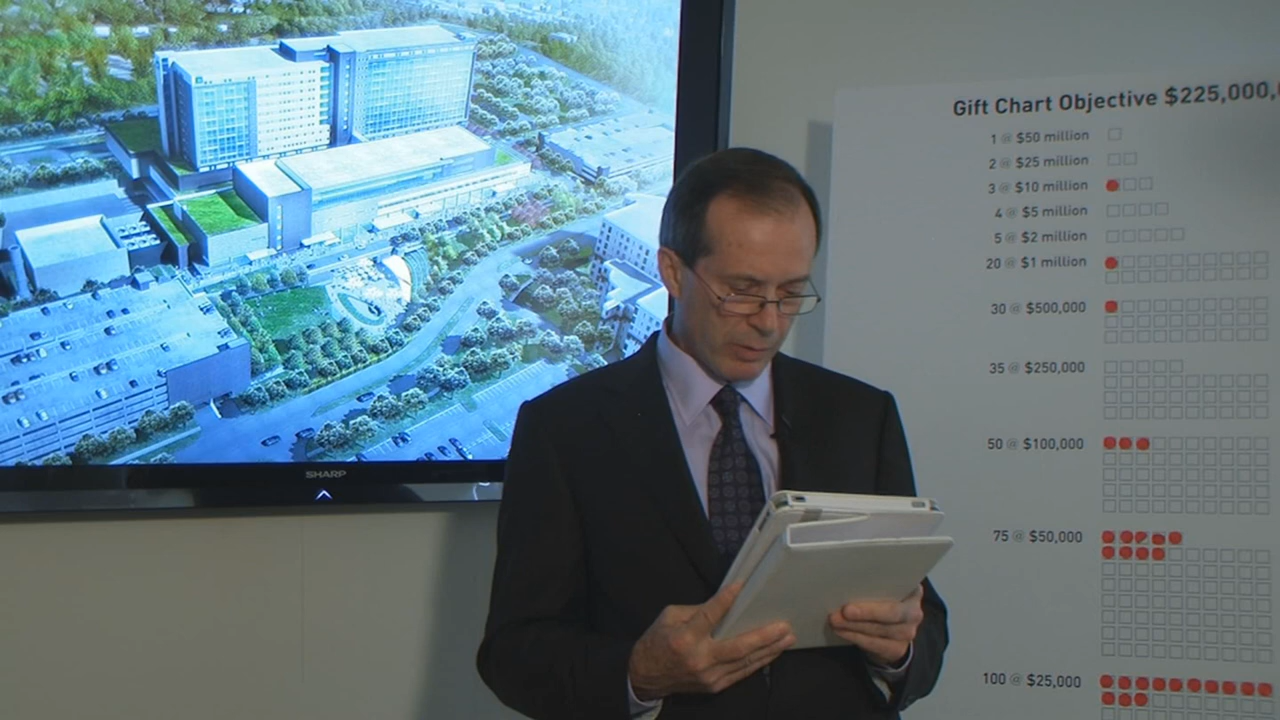 Gift Chart Objective $225,000,
1 @ $50 million
2 @ $25 million
3 @ $10 million
4 @ $5 million
5 @ $2 million
20 @ $1 million
30 @ $500,000
35 @ $250,000
50 @ $100,000
75 @ $50,000
100 @ $25,000
SHARP